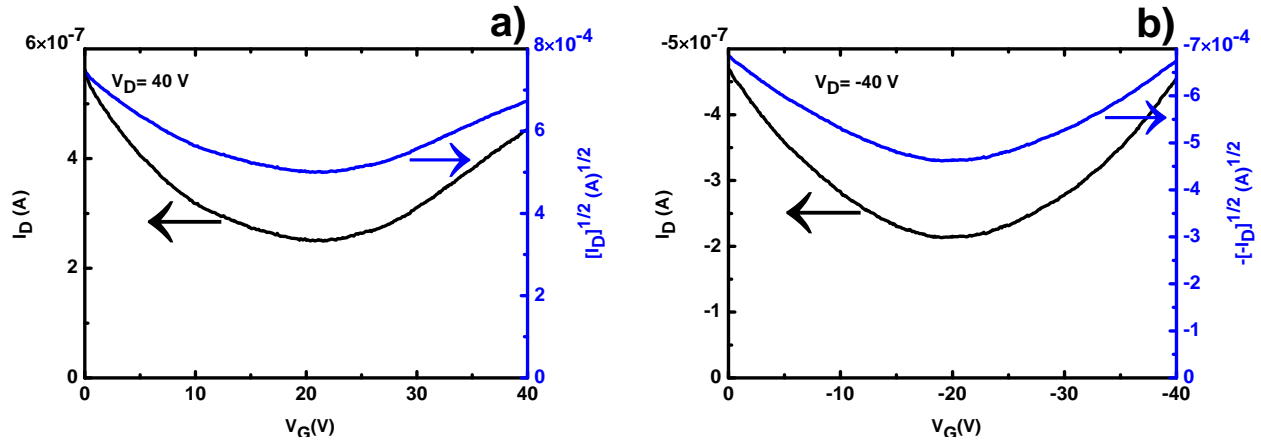 a)
6×10⁻⁷
8×10⁻⁴
V_D= 40 V
4
2
0
6
4
2
0
I_D (A)
[I_D]^1/2 (A)^1/2
0 10 20 30 40
V_G(V)
b)
-5×10⁻⁷
-7×10⁻⁴
V_D= -40 V
-4
-3
-2
-1
0
-6
-5
-4
-3
-2
-1
0
I_D (A)
-[-I_D]^1/2 (A)^1/2
0 -10 -20 -30 -40
V_G(V)